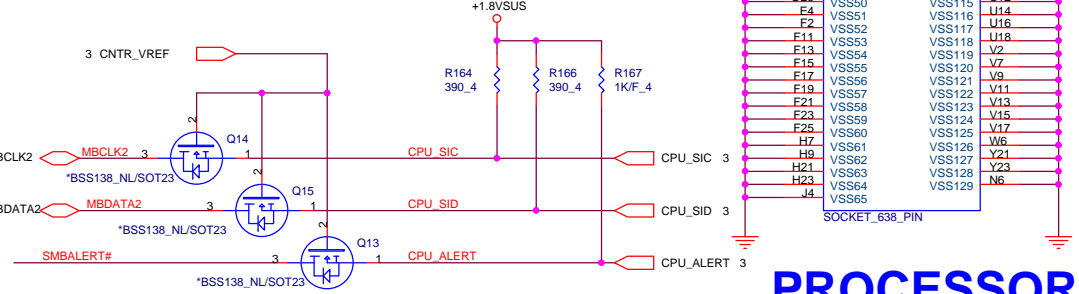 +1.8VSUS
3 CNTR_VREF
R164
390_4
R166
390_4
R167
1K/F_4
2
Q14
MBCLK2
3
1
CPU_SIC
CPU_SIC 3
*BSS138_NL/SOT23
2
Q15
MBDATA2
3
1
CPU_SID
CPU_SID 3
*BSS138_NL/SOT23
2
Q13
SMBALERT#
3
1
CPU_ALERT
CPU_ALERT 3
*BSS138_NL/SOT23
VSS50 VSS115
E4 VSS51 VSS116 U14
F2 VSS52 VSS117 U16
F11 VSS53 VSS118 U18
F13 VSS54 VSS119 V2
F15 VSS55 VSS120 V7
F17 VSS56 VSS121 V9
F19 VSS57 VSS122 V11
F21 VSS58 VSS123 V13
F23 VSS59 VSS124 V15
F25 VSS60 VSS125 V17
H7 VSS61 VSS126 W6
H9 VSS62 VSS127 Y21
H21 VSS63 VSS128 Y23
H23 VSS64 VSS129 N6
J4 VSS65
SOCKET_638_PIN
PROCESSOR